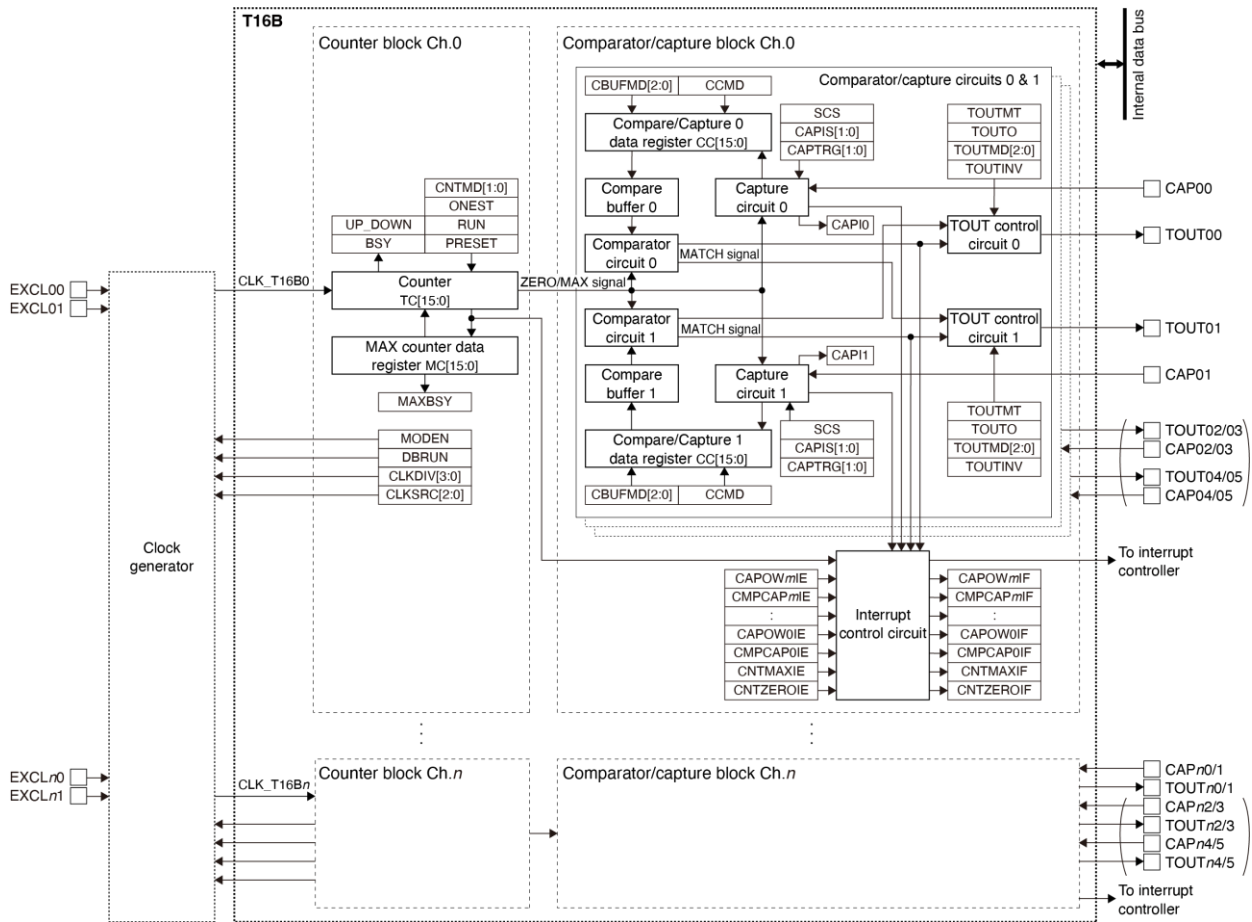 T16B
Counter block Ch.0
Comparator/capture block Ch.0
Internal data bus
Comparator/capture circuits 0 & 1
CBUFMD[2:0]
CCMD
Compare/Capture 0
data register CC[15:0]
SCS
CAPIS[1:0]
CAPTRG[1:0]
TOUTMT
TOUTO
TOUTMD[2:0]
TOUTINV
CNTMD[1:0]
ONEST
UP_DOWN
RUN
BSY
PRESET
Compare
buffer 0
Capture
circuit 0
CAP00
CAPI0
TOUT control
circuit 0
TOUT00
Comparator
circuit 0
MATCH signal
EXCL00
EXCL01
CLK_T16B0
Counter
TC[15:0]
ZERO/MAX signal
Comparator
circuit 1
MATCH signal
TOUT control
circuit 1
TOUT01
MAX counter data
register MC[15:0]
MAXBSY
Compare
buffer 1
Capture
circuit 1
CAPI1
CAP01
MODEN
DBRUN
CLKDIV[3:0]
CLKSRC[2:0]
Compare/Capture 1
data register CC[15:0]
CBUFMD[2:0]
CCMD
SCS
CAPIS[1:0]
CAPTRG[1:0]
TOUTMT
TOUTO
TOUTMD[2:0]
TOUTINV
TOUT02/03
CAP02/03
TOUT04/05
CAP04/05
Clock
generator
To interrupt
controller
CAPOWmIE
CMPCAPmIE
:
CAPOW0IE
CMPCAP0IE
CNTMAXIE
CNTZEROIE
Interrupt
control circuit
CAPOWmIF
CMPCAPmIF
:
CAPOW0IF
CMPCAP0IF
CNTMAXIF
CNTZEROIF
EXCLn0
EXCLn1
CLK_T16Bn
Counter block Ch.n
Comparator/capture block Ch.n
CAPn0/1
TOUTn0/1
CAPn2/3
TOUTn2/3
CAPn4/5
TOUTn4/5
To interrupt
controller